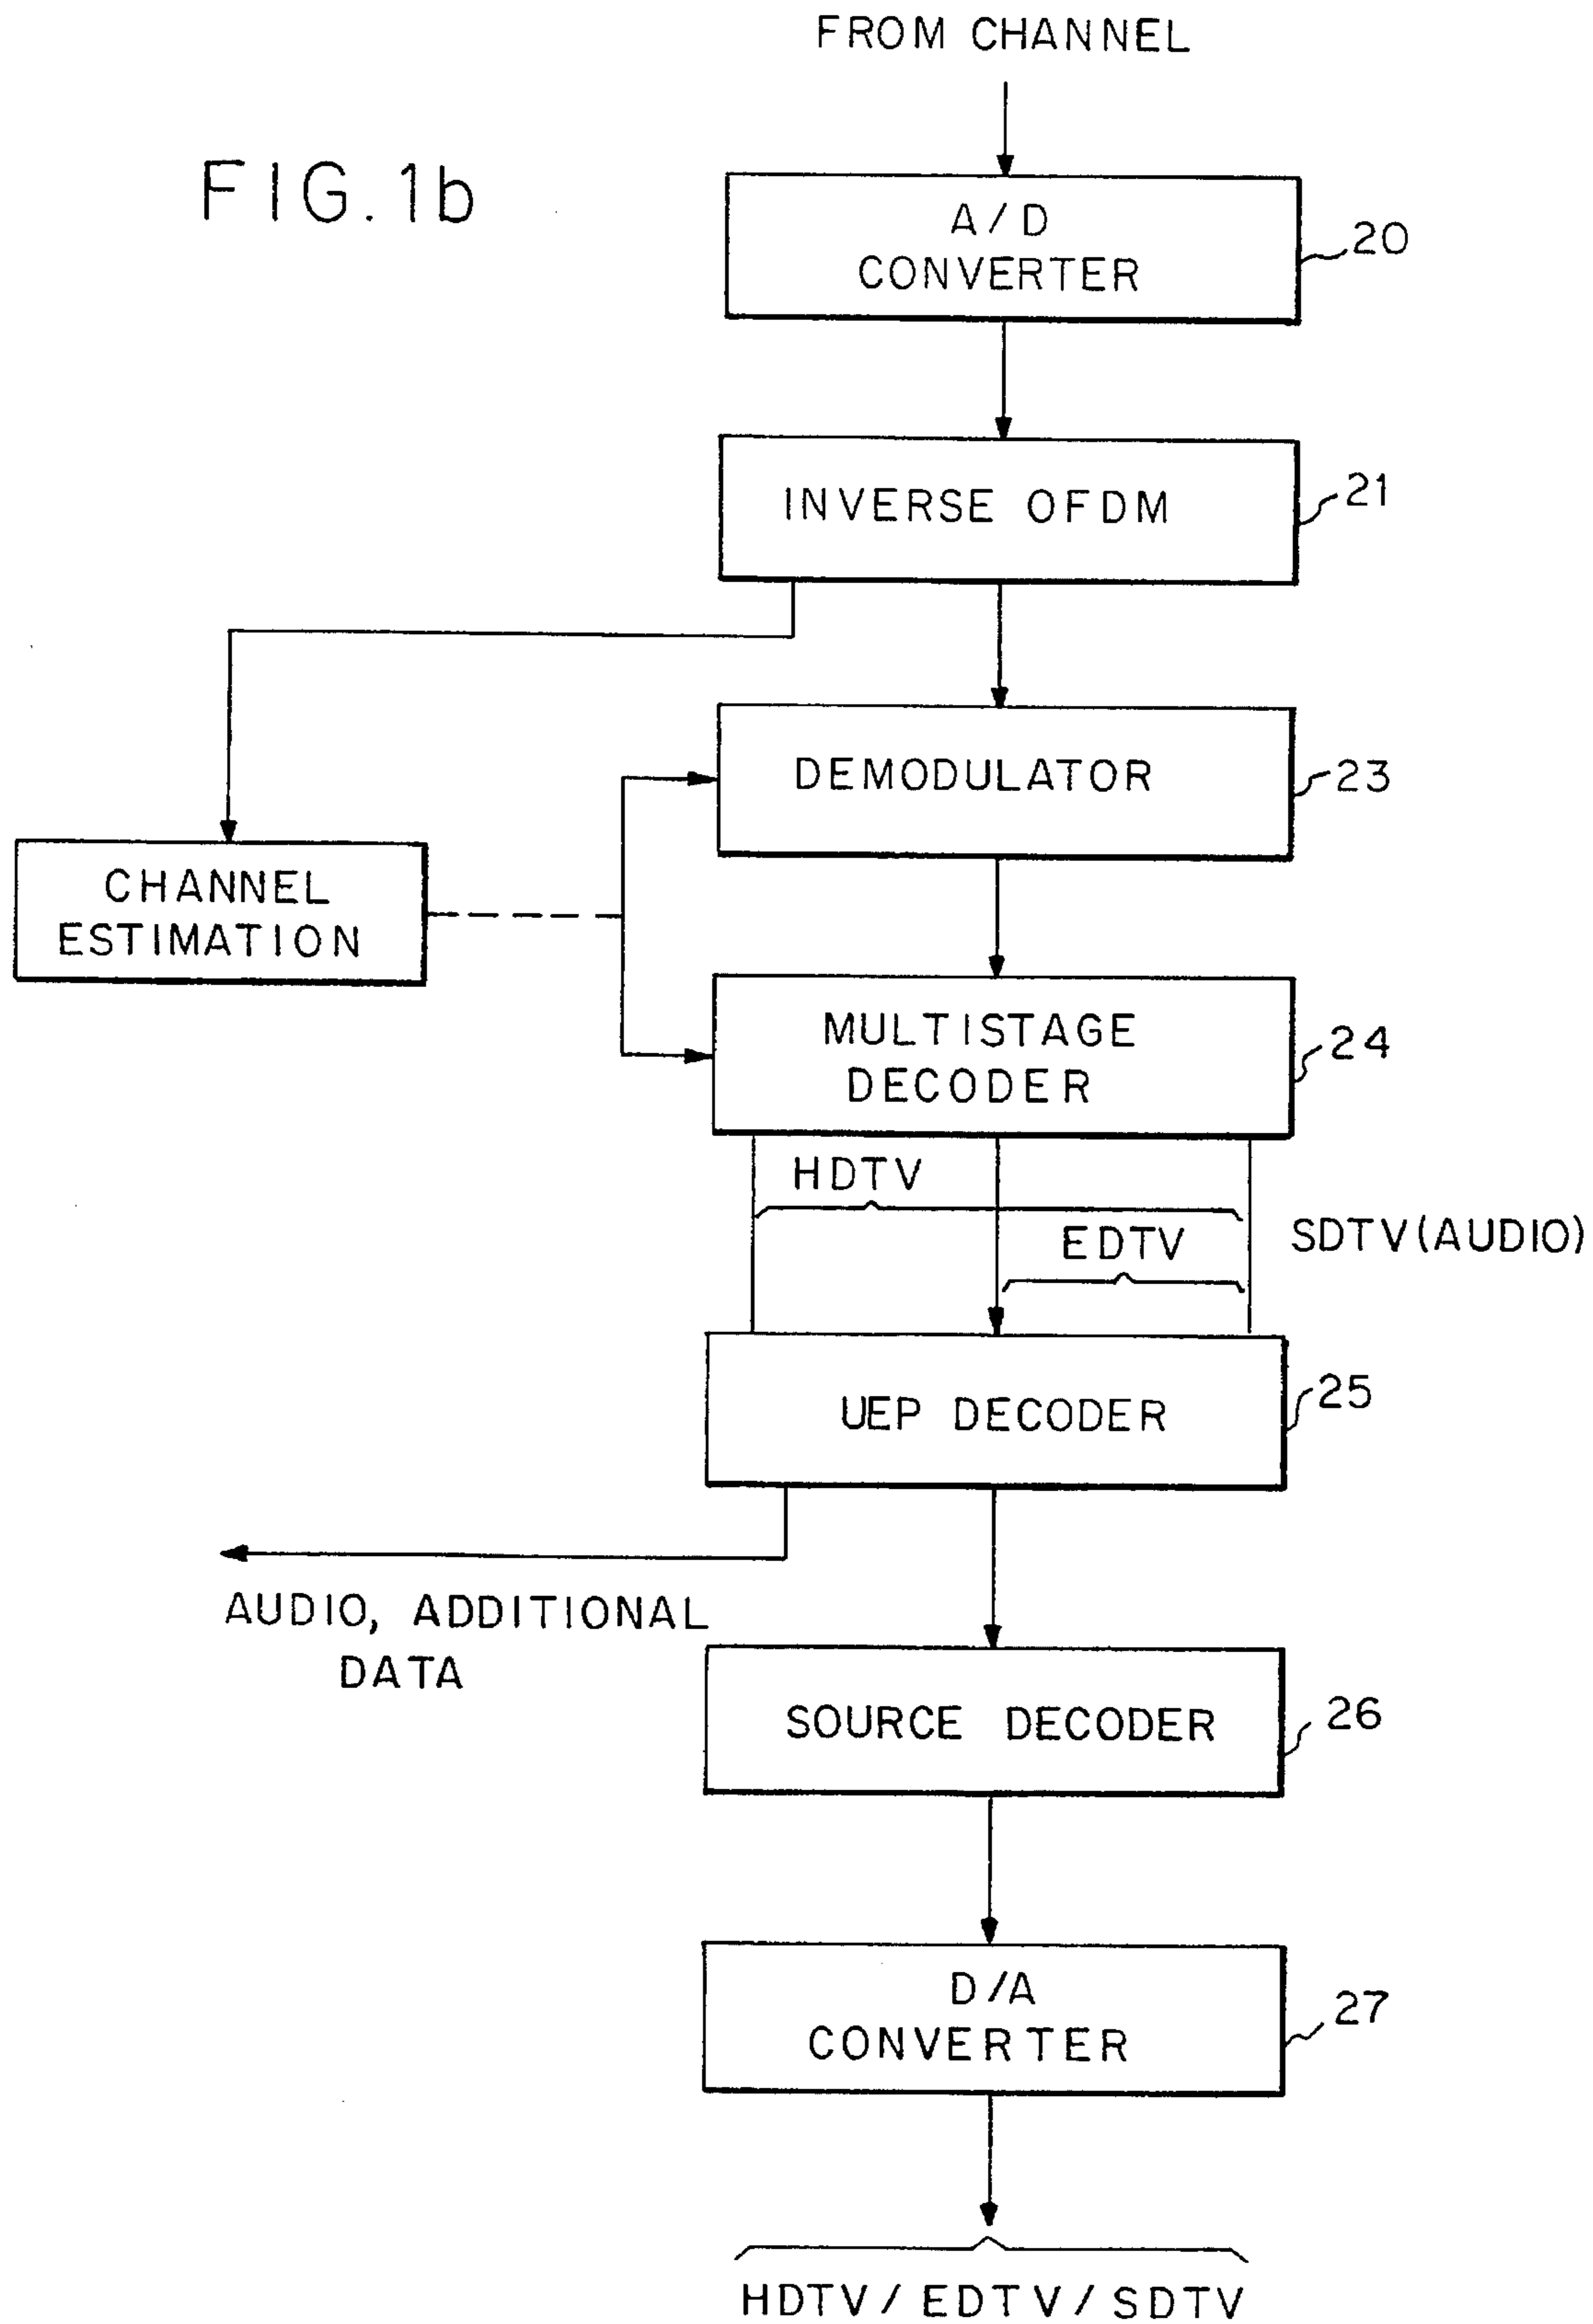 FROM CHANNEL
FIG.1b
A/D
CONVERTER
20
INVERSE OFDM
21
DEMODULATOR
23
CHANNEL
ESTIMATION
MULTISTAGE
DECODER
24
HDTV
EDTV
SDTV(AUDIO)
UEP DECODER
25
AUDIO, ADDITIONAL
DATA
SOURCE DECODER
26
D/A
CONVERTER
27
HDTV/EDTV/SDTV